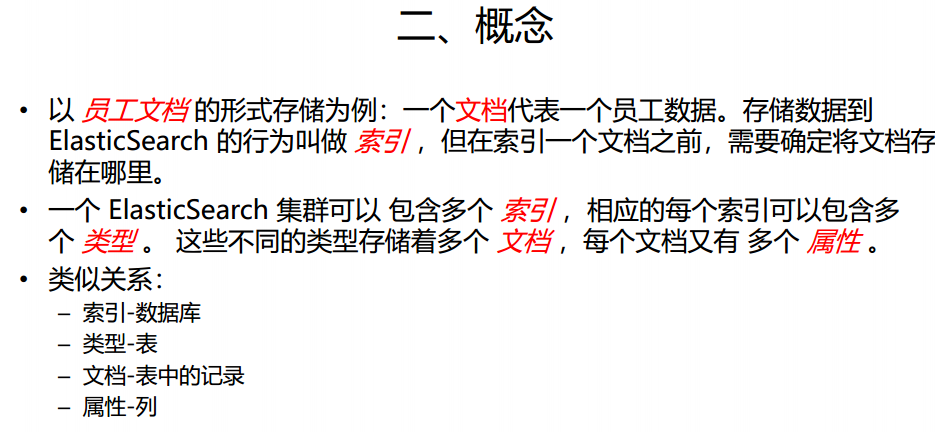 二、概念
• 以 员工文档 的形式存储为例：一个文档代表一个员工数据。存储数据到
ElasticSearch 的行为叫做 索引 ，但在索引一个文档之前，需要确定将文档存
储在哪里。
• 一个 ElasticSearch 集群可以 包含多个 索引 ，相应的每个索引可以包含多
个 类型 。 这些不同的类型存储着多个 文档 ，每个文档又有 多个 属性 。
• 类似关系：
– 索引-数据库
– 类型-表
– 文档-表中的记录
– 属性-列